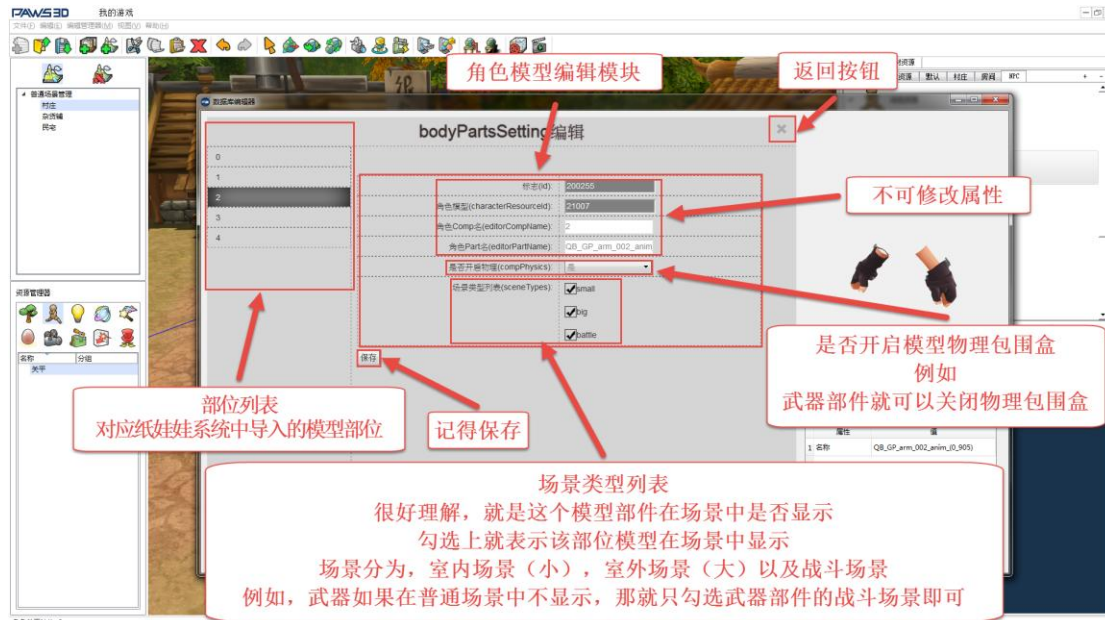 PAWS3D 我的游戏
文件(F) 编辑(E) 编辑管理器(M) 视图(V) 帮助(H)
角色模型编辑模块
返回按钮
资源
资源 默认 村庄 房间 NPC
普通场景管理
村庄
杂货铺
民宅
数据库编辑器
bodyPartsSetting编辑
0
1
2
3
4
标志(id): 200255
角色模型(characterResourceId): 21007
角色Comp名(editorCompName): 2
角色Part名(editorPartName): QB_GP_arm_002_anim
是否开启物理(compPhysics): 是
场景类型列表(sceneTypes): small
big
battle
保存
不可修改属性
资源管理器
名称 分组
关平
部位列表
对应纸娃娃系统中导入的模型部位
记得保存
是否开启模型物理包围盒
例如
武器部件就可以关闭物理包围盒
属性 值
1 名称 QB_GP_arm_002_anim_(0_905)
场景类型列表
很好理解，就是这个模型部件在场景中是否显示
勾选上就表示该部位模型在场景中显示
场景分为，室内场景（小），室外场景（大）以及战斗场景
例如，武器如果在普通场景中不显示，那就只勾选武器部件的战斗场景即可